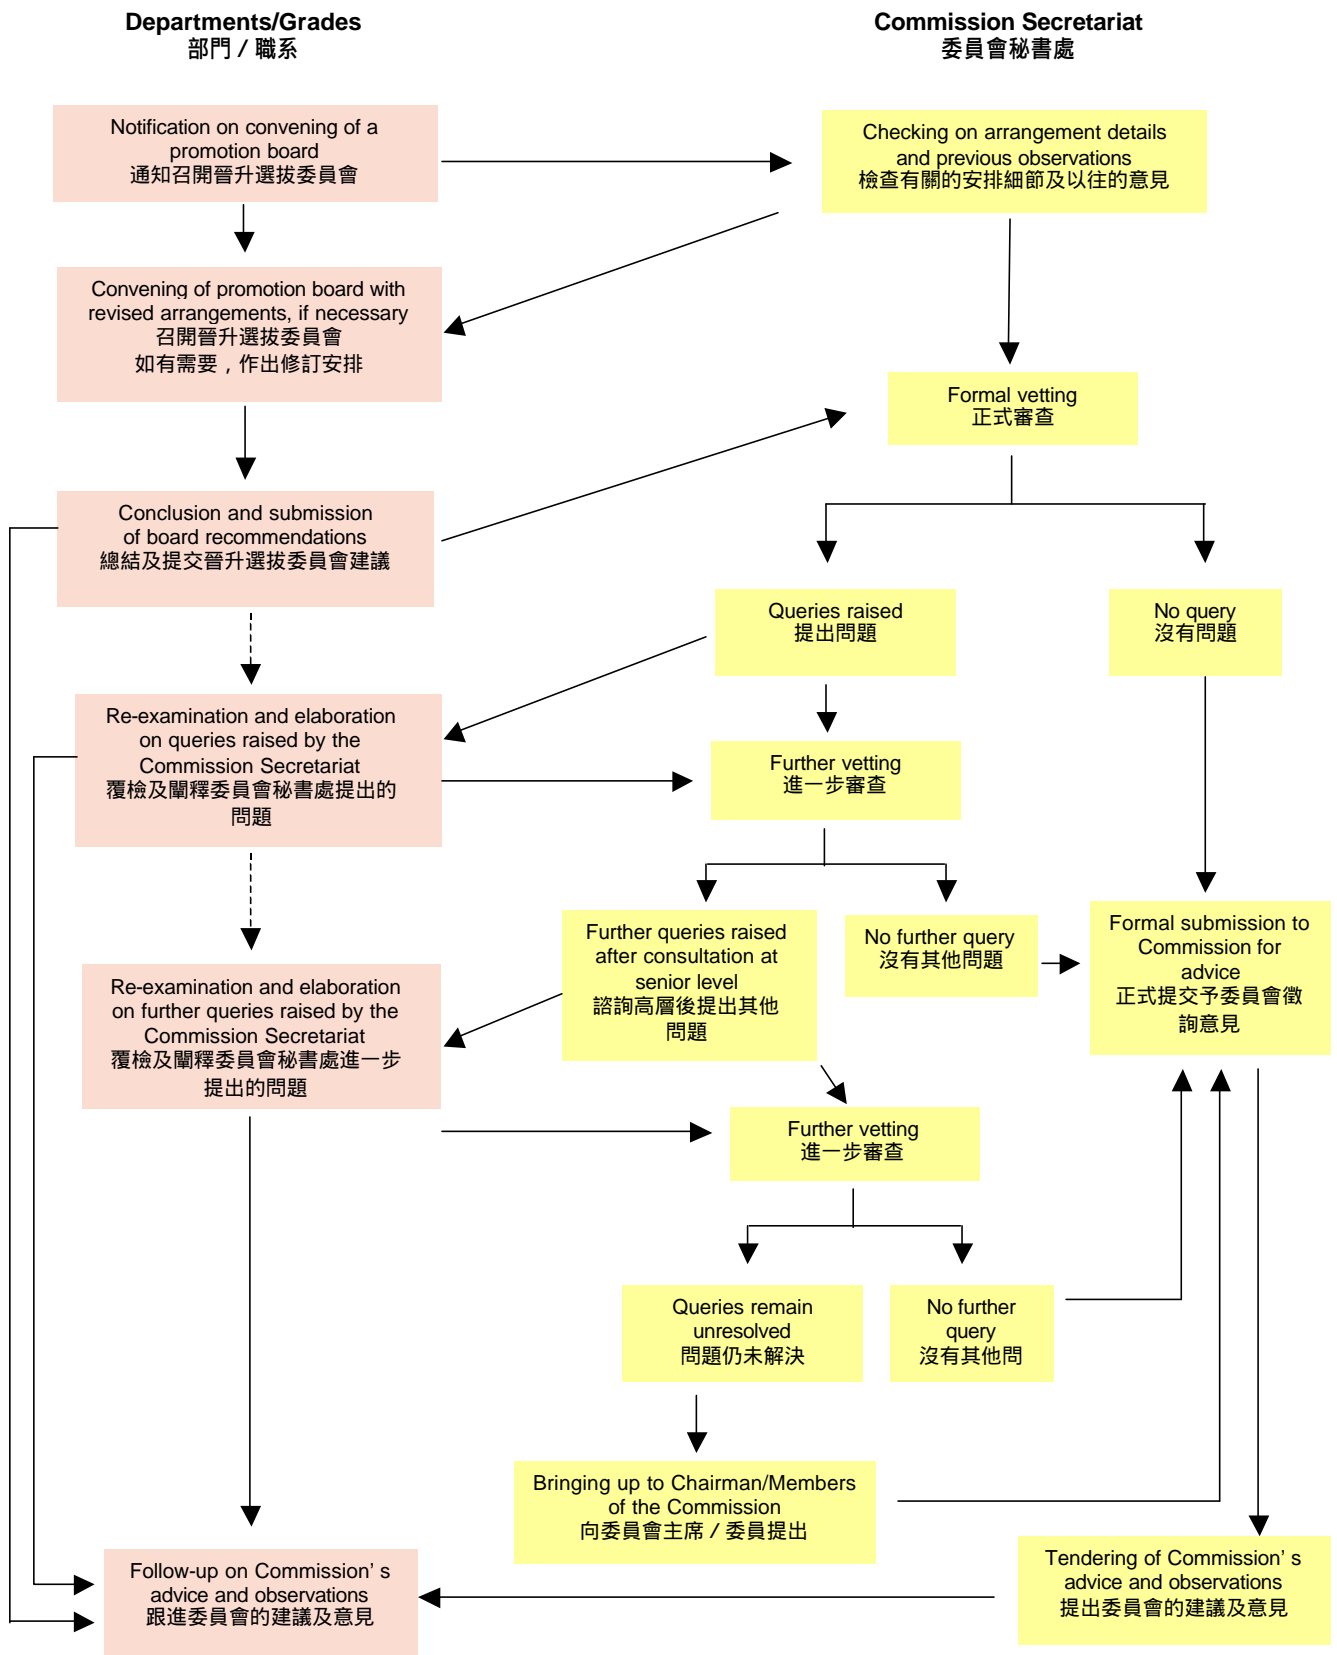 Departments/Grades
部門 / 職系
Commission Secretariat
委員會秘書處
Notification on convening of a
promotion board
通知召開晉升選拔委員會
Checking on arrangement details
and previous observations
檢查有關的安排細節及以往的意見
Convening of promotion board with
revised arrangements, if necessary
召開晉升選拔委員會
如有需要，作出修訂安排
Formal vetting
正式審查
Conclusion and submission
of board recommendations
總結及提交晉升選拔委員會建議
Queries raised
提出問題
No query
沒有問題
Re-examination and elaboration
on queries raised by the
Commission Secretariat
覆檢及闡釋委員會秘書處提出的
問題
Further vetting
進一步審查
Further queries raised
after consultation at
senior level
諮詢高層後提出其他
問題
No further query
沒有其他問題
Formal submission to
Commission for
advice
正式提交予委員會徵
詢意見
Re-examination and elaboration
on further queries raised by the
Commission Secretariat
覆檢及闡釋委員會秘書處進一步
提出的問題
Further vetting
進一步審查
Queries remain
unresolved
問題仍未解決
No further
query
沒有其他問
Bringing up to Chairman/Members
of the Commission
向委員會主席 / 委員提出
Follow-up on Commission’ s
advice and observations
跟進委員會的建議及意見
Tendering of Commission’ s
advice and observations
提出委員會的建議及意見